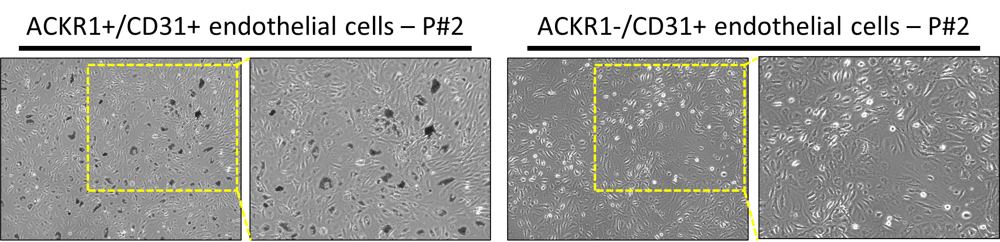 ACKR1+/CD31+ endothelial cells – P#2
ACKR1-/CD31+ endothelial cells – P#2